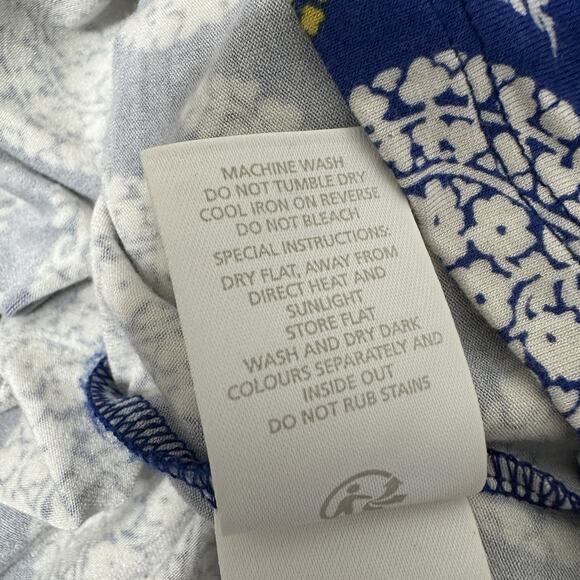 MACHINE WASH
DO NOT TUMBLE DRY
COOL IRON ON REVERSE
DO NOT BLEACH
SPECIAL INSTRUCTIONS:
DRY FLAT, AWAY FROM
DIRECT HEAT AND
SUNLIGHT
STORE FLAT
WASH AND DRY DARK
COLOURS SEPARATELY AND
INSIDE OUT
DO NOT RUB STAINS